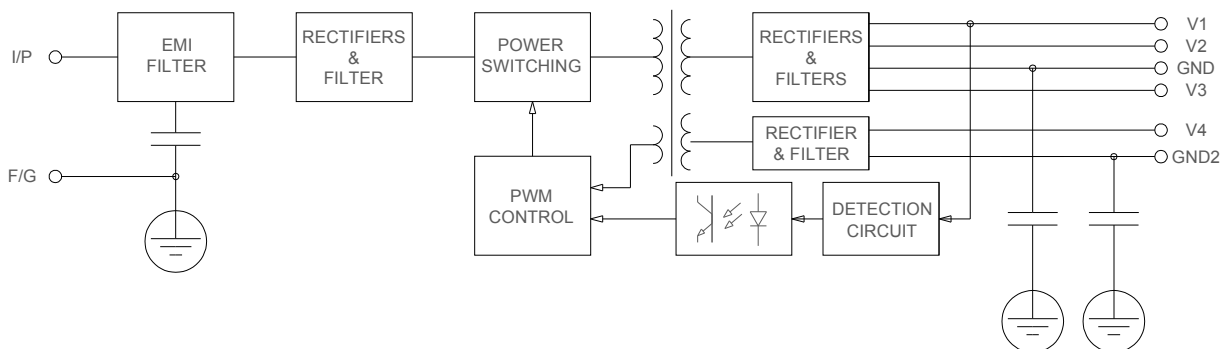 I/P
EMI
FILTER
RECTIFIERS
&
FILTER
POWER
SWITCHING
RECTIFIERS
&
FILTERS
V1
V2
GND
V3
RECTIFIER
& FILTER
V4
GND2
F/G
PWM
CONTROL
DETECTION
CIRCUIT